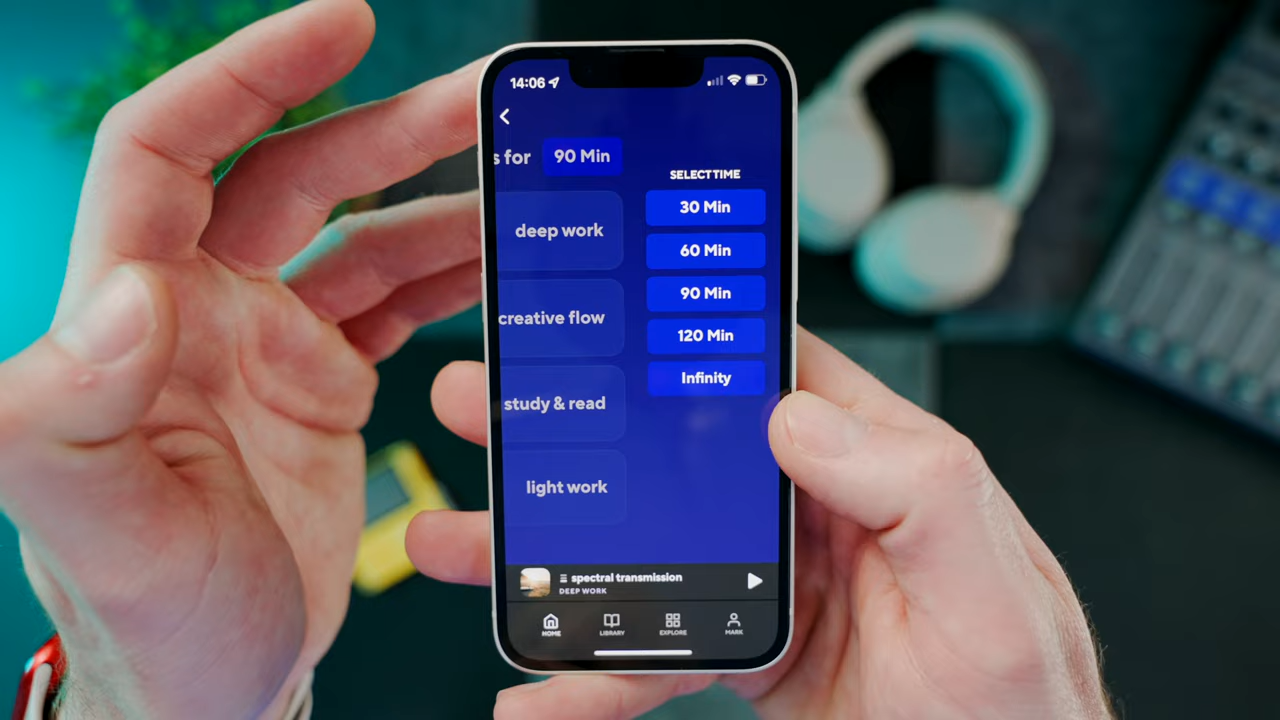 14:06
s for 90 Min
deep work
creative flow
study & read
light work
SELECT TIME
30 Min
60 Min
90 Min
120 Min
Infinity
spectral transmission
DEEP WORK
HOME LIBRARY EXPLORE MARK